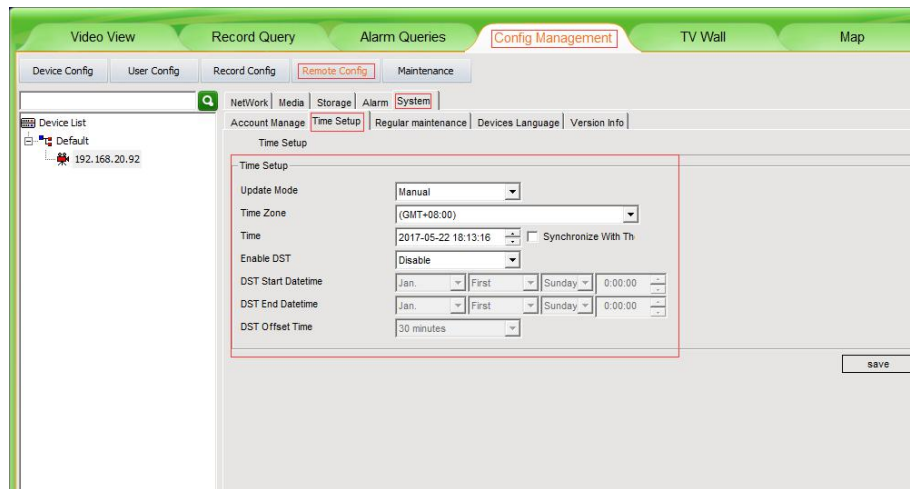 Video View Record Query Alarm Queries Config Management TV Wall Map
Device Config User Config Record Config Remote Config Maintenance
NetWork Media Storage Alarm System
Device List
Account Manage Time Setup Regular maintenance Devices Language Version Info
Default
Time Setup
192.168.20.92
Time Setup
Update Mode Manual
Time Zone (GMT+08:00)
Time 2017-05-22 18:13:16 Synchronize With Th
Enable DST Disable
DST Start Datetime Jan. First Sunday 0:00:00
DST End Datetime Jan. First Sunday 0:00:00
DST Offset Time 30 minutes
save